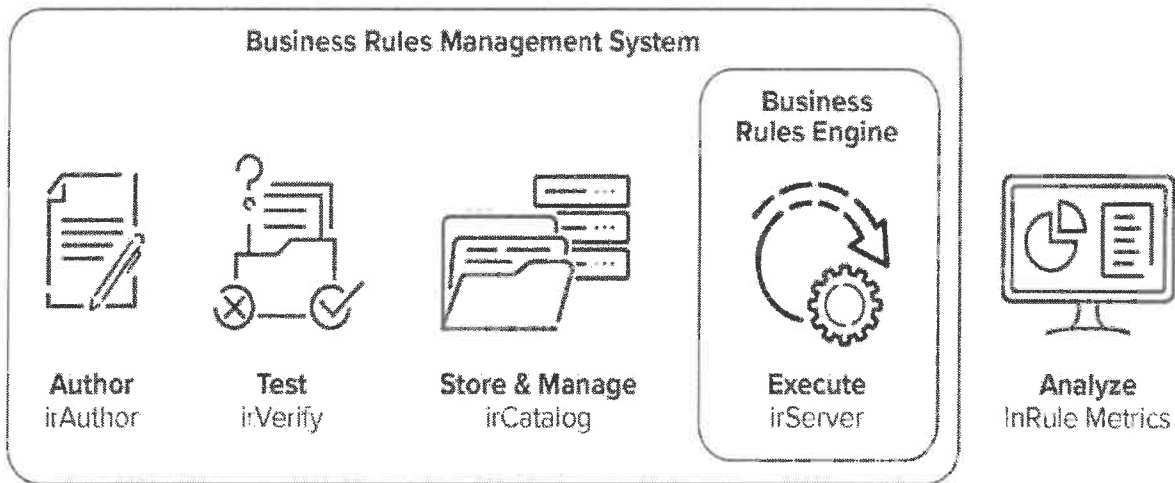 Business Rules Management System
Business
Rules Engine
Author
irAuthor
Test
irVerify
Store & Manage
irCatalog
Execute
irServer
Analyze
InRule Metrics